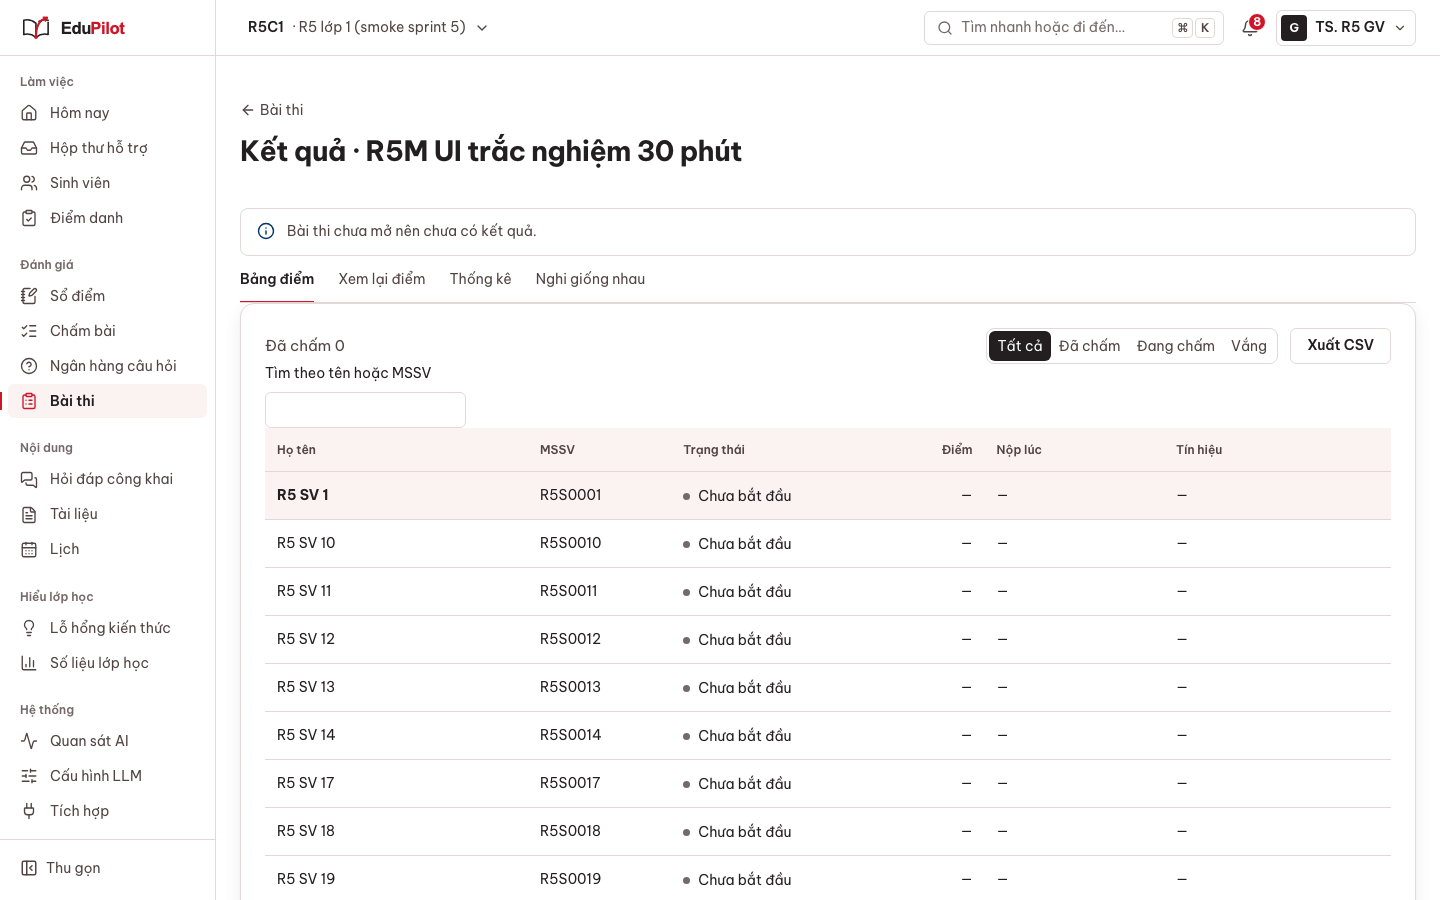 EduPilot
R5C1 · R5 lớp 1 (smoke sprint 5)
Tìm nhanh hoặc đi đến...
⌘ K
8
G TS. R5 GV
Làm việc
Hôm nay
Hộp thư hỗ trợ
Sinh viên
Điểm danh
Đánh giá
Sổ điểm
Chấm bài
Ngân hàng câu hỏi
Bài thi
Nội dung
Hỏi đáp công khai
Tài liệu
Lịch
Hiểu lớp học
Lỗ hổng kiến thức
Số liệu lớp học
Hệ thống
Quan sát AI
Cấu hình LLM
Tích hợp
Thu gọn
← Bài thi
Kết quả · R5M UI trắc nghiệm 30 phút
Bài thi chưa mở nên chưa có kết quả.
Bảng điểm Xem lại điểm Thống kê Nghi giống nhau
Đã chấm 0
Tất cả Đã chấm Đang chấm Vắng Xuất CSV
Tìm theo tên hoặc MSSV
Họ tên MSSV Trạng thái Điểm Nộp lúc Tín hiệu
R5 SV 1 R5S0001 Chưa bắt đầu — — —
R5 SV 10 R5S0010 Chưa bắt đầu — — —
R5 SV 11 R5S0011 Chưa bắt đầu — — —
R5 SV 12 R5S0012 Chưa bắt đầu — — —
R5 SV 13 R5S0013 Chưa bắt đầu — — —
R5 SV 14 R5S0014 Chưa bắt đầu — — —
R5 SV 17 R5S0017 Chưa bắt đầu — — —
R5 SV 18 R5S0018 Chưa bắt đầu — — —
R5 SV 19 R5S0019 Chưa bắt đầu — — —